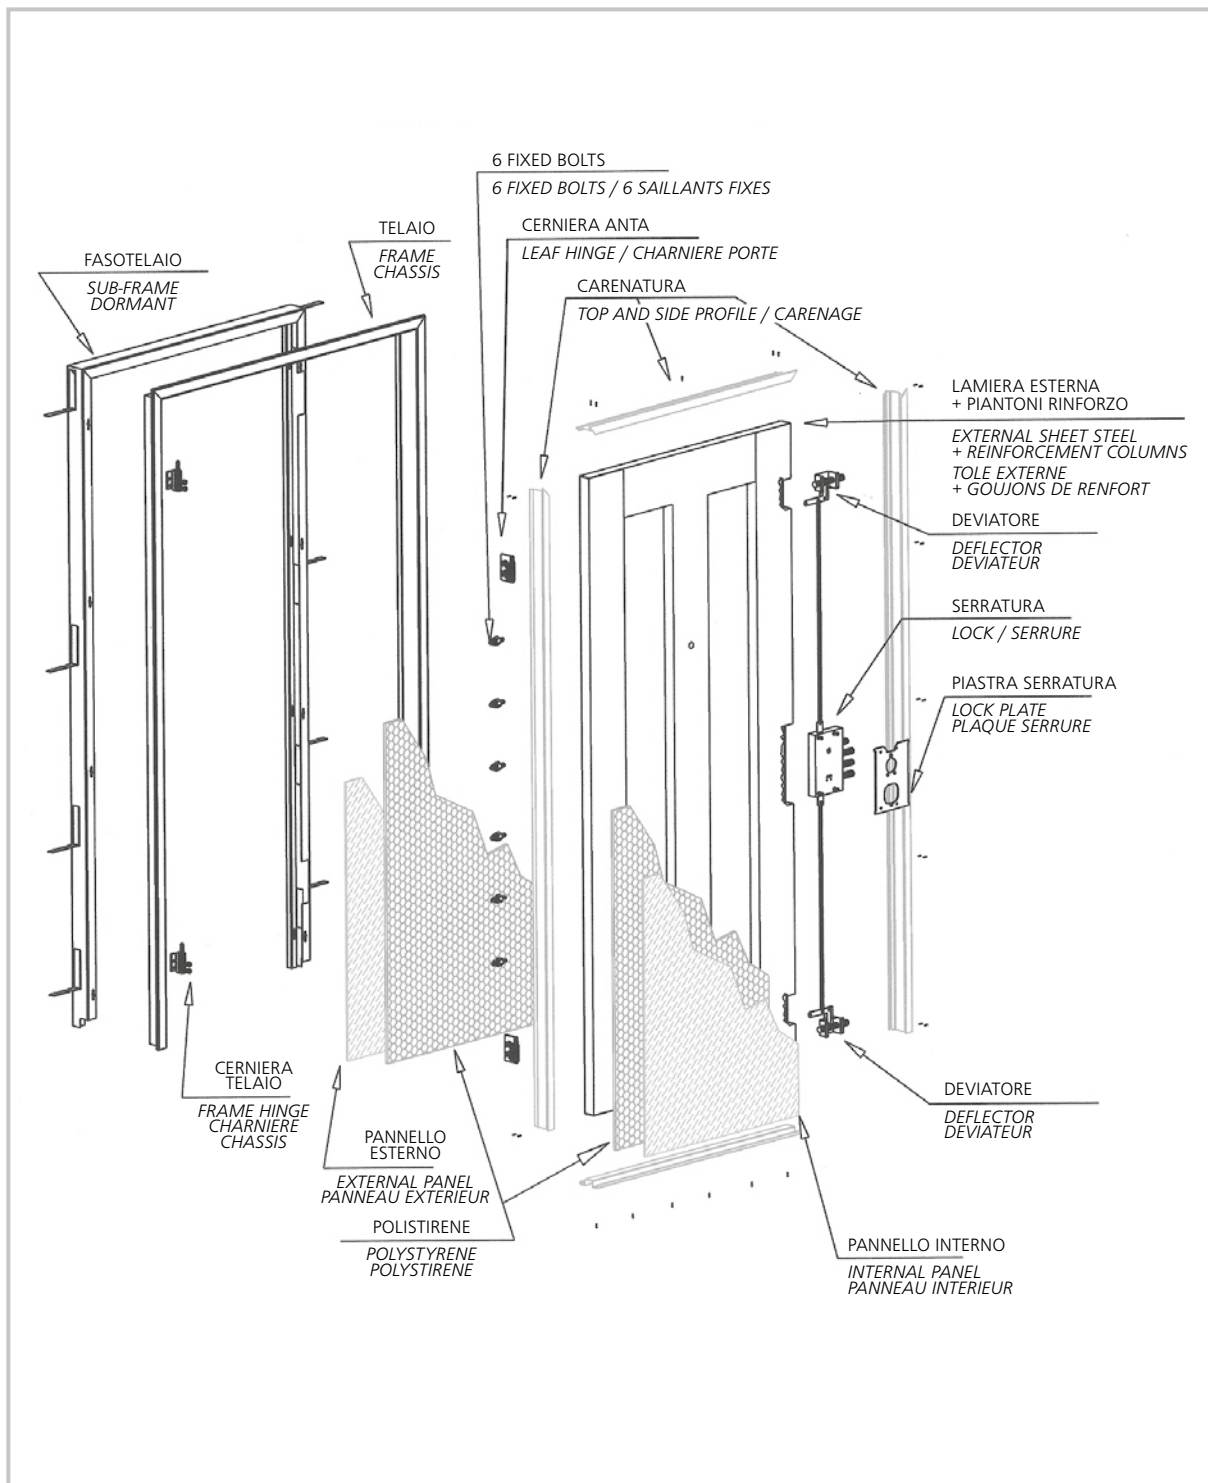 6 FIXED BOLTS
6 FIXED BOLTS / 6 SAILLANTS FIXES
TELAIO
FRAME
CHASSIS
CERNIERA ANTA
LEAF HINGE / CHARNIERE PORTE
FASOTELAIO
SUB-FRAME
DORMANT
CARENATURA
TOP AND SIDE PROFILE / CARENAGE
LAMIERA ESTERNA
+ PIANTONI RINFORZO
EXTERNAL SHEET STEEL
+ REINFORCEMENT COLUMNS
TOLE EXTERNE
+ GOUJONS DE RENFORT
DEVIATORE
DEFLECTOR
DEVIATEUR
SERRATURA
LOCK / SERRURE
PIASTRA SERRATURA
LOCK PLATE
PLAQUE SERRURE
CERNIERA
TELAIO
FRAME HINGE
CHARNIERE
CHASSIS
DEVIATORE
DEFLECTOR
DEVIATEUR
PANNELLO
ESTERNO
EXTERNAL PANEL
PANNEAU EXTERIEUR
POLISTIRENE
POLYSTYRENE
POLYSTIRENE
PANNELLO INTERNO
INTERNAL PANEL
PANNEAU INTERIEUR